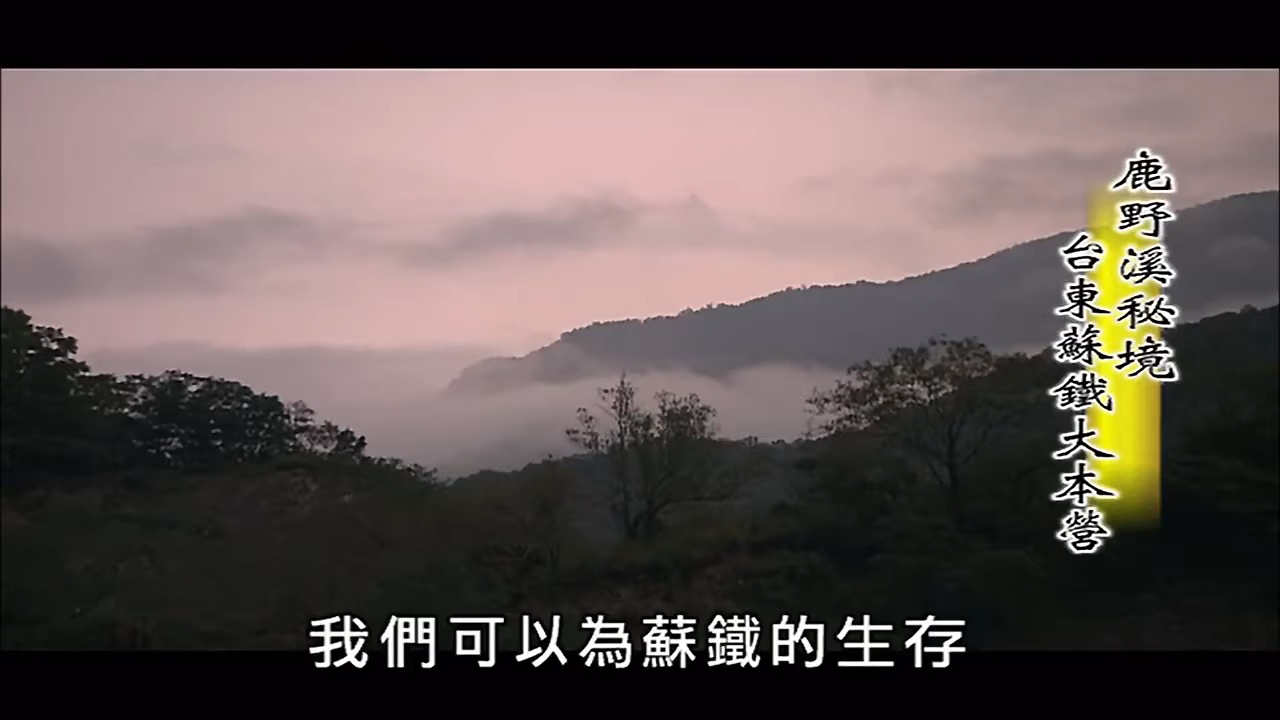 鹿野溪秘境
台東蘇鐵大本營
我們可以為蘇鐵的生存